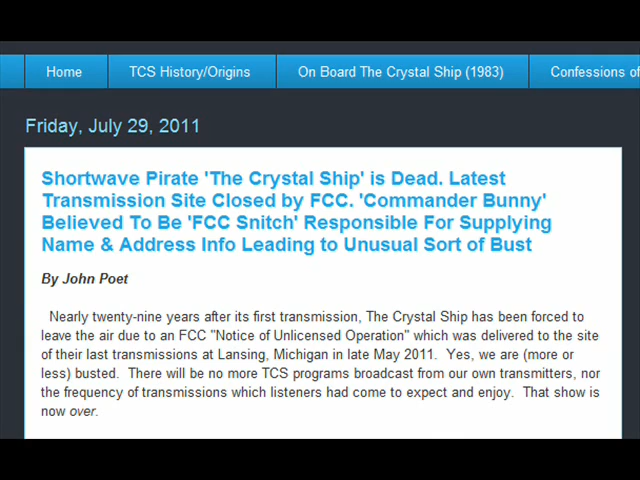 Home TCS History/Origins On Board The Crystal Ship (1983) Confessions of
Friday, July 29, 2011
Shortwave Pirate 'The Crystal Ship' is Dead. Latest
Transmission Site Closed by FCC. 'Commander Bunny'
Believed To Be 'FCC Snitch' Responsible For Supplying
Name & Address Info Leading to Unusual Sort of Bust
By John Poet
Nearly twenty-nine years after its first transmission, The Crystal Ship has been forced to
leave the air due to an FCC "Notice of Unlicensed Operation" which was delivered to the site
of their last transmissions at Lansing, Michigan in late May 2011. Yes, we are (more or
less) busted. There will be no more TCS programs broadcast from our own transmitters, nor
the frequency of transmissions which listeners had come to expect and enjoy. That show is
now over.